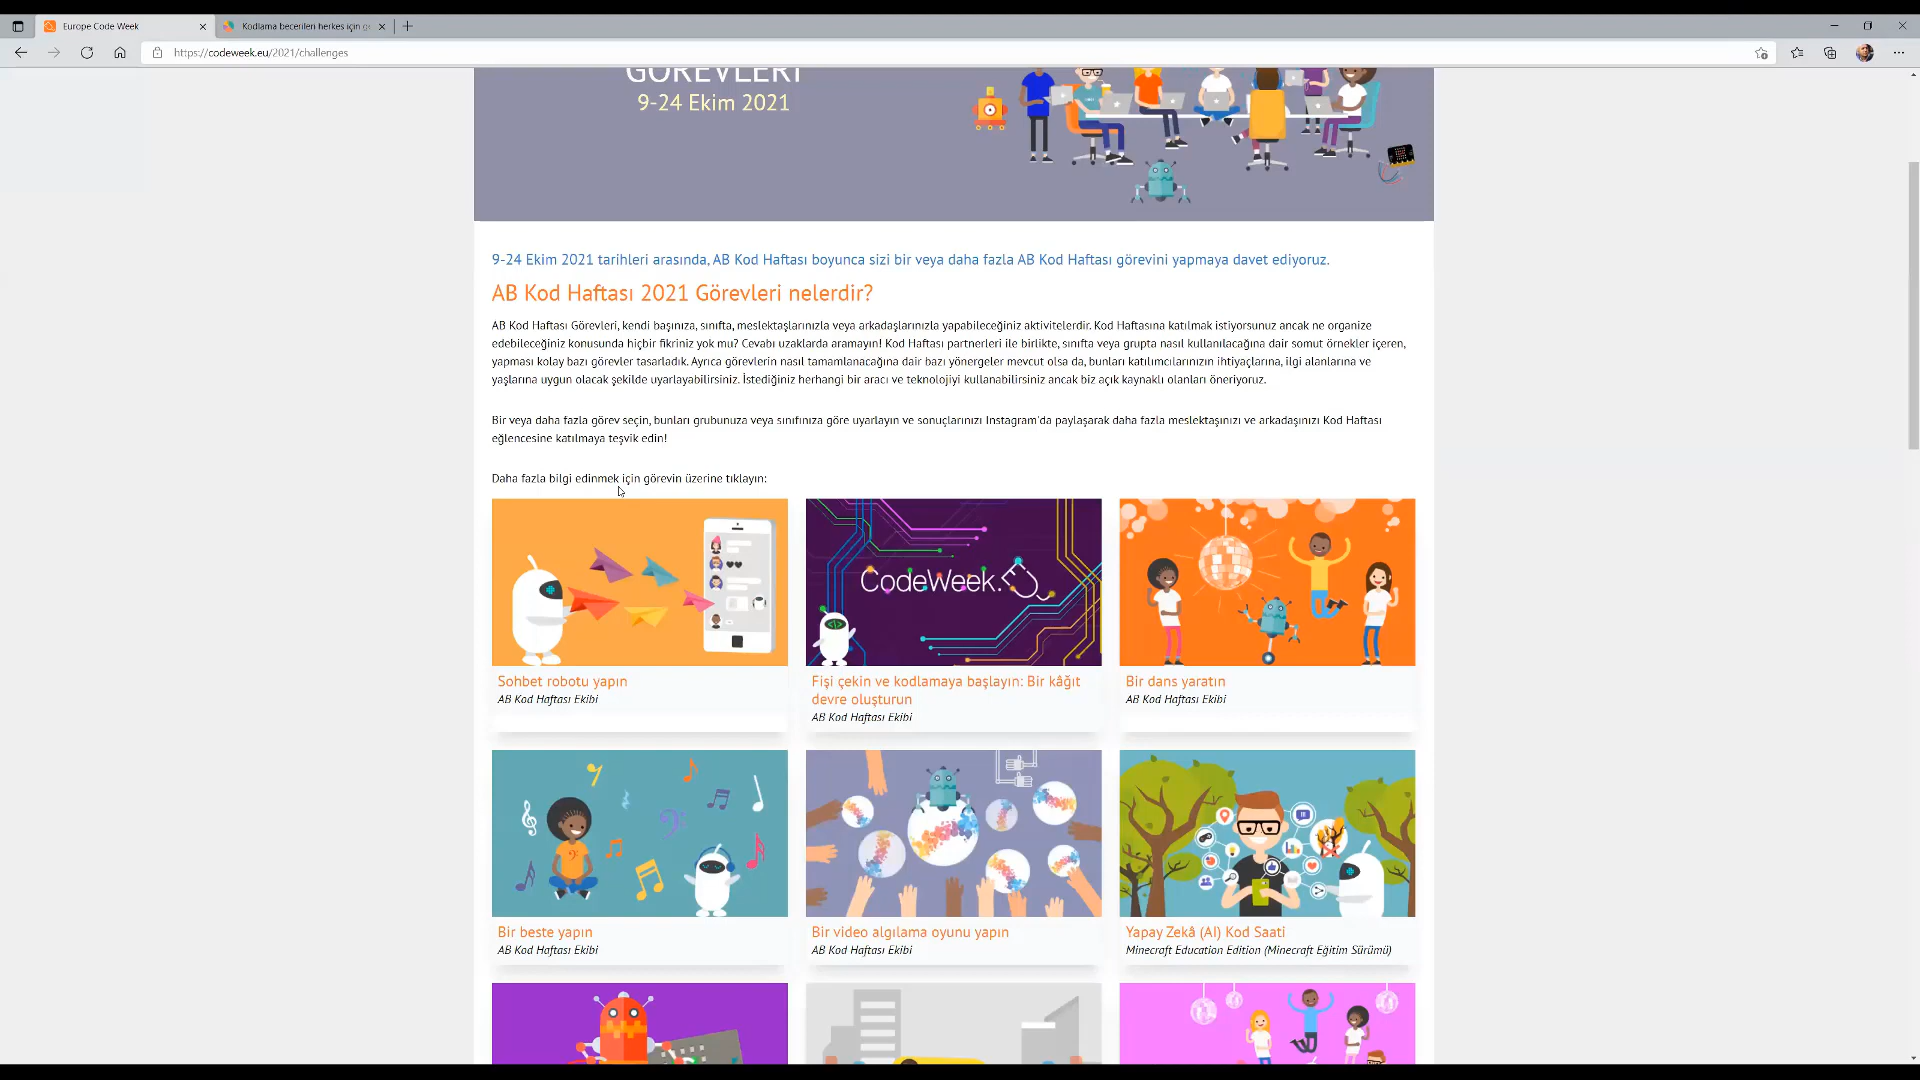 Europe Code Week
Kodlama becerileri herkes için g
https://codeweek.eu/2021/challenges
GÖREVLERİ
9-24 Ekim 2021
9-24 Ekim 2021 tarihleri arasında, AB Kod Haftası boyunca sizi bir veya daha fazla AB Kod Haftası görevini yapmaya davet ediyoruz.
AB Kod Haftası 2021 Görevleri nelerdir?
AB Kod Haftası Görevleri, kendi başınıza, sınıfta, meslektaşlarınızla veya arkadaşlarınızla yapabileceğiniz aktivitelerdir. Kod Haftasına katılmak istiyorsunuz ancak ne organize
edebileceğiniz konusunda hiçbir fikriniz yok mu? Cevabı uzaklarda aramayın! Kod Haftası partnerleri ile birlikte, sınıfta veya grupta nasıl kullanılacağına dair somut örnekler içeren,
yapması kolay bazı görevler tasarladık. Ayrıca görevlerin nasıl tamamlanacağına dair bazı yönergeler mevcut olsa da, bunları katılımcılarınızın ihtiyaçlarına, ilgi alanlarına ve
yaşlarına uygun olacak şekilde uyarlayabilirsiniz. İstediğiniz herhangi bir aracı ve teknolojiyi kullanabilirsiniz ancak biz açık kaynaklı olanları öneriyoruz.
Bir veya daha fazla görev seçin, bunları grubunuza veya sınıfınıza göre uyarlayın ve sonuçlarınızı Instagram'da paylaşarak daha fazla meslektaşınızı ve arkadaşınızı Kod Haftası
eğlencesine katılmaya teşvik edin!
Daha fazla bilgi edinmek için görevin üzerine tıklayın:
CodeWeek.
Sohbet robotu yapın
AB Kod Haftası Ekibi
Fişi çekin ve kodlamaya başlayın: Bir kâğıt
devre oluşturun
AB Kod Haftası Ekibi
Bir dans yaratın
AB Kod Haftası Ekibi
Bir beste yapın
AB Kod Haftası Ekibi
Bir video algılama oyunu yapın
AB Kod Haftası Ekibi
Yapay Zekâ (AI) Kod Saati
Minecraft Education Edition (Minecraft Eğitim Sürümü)